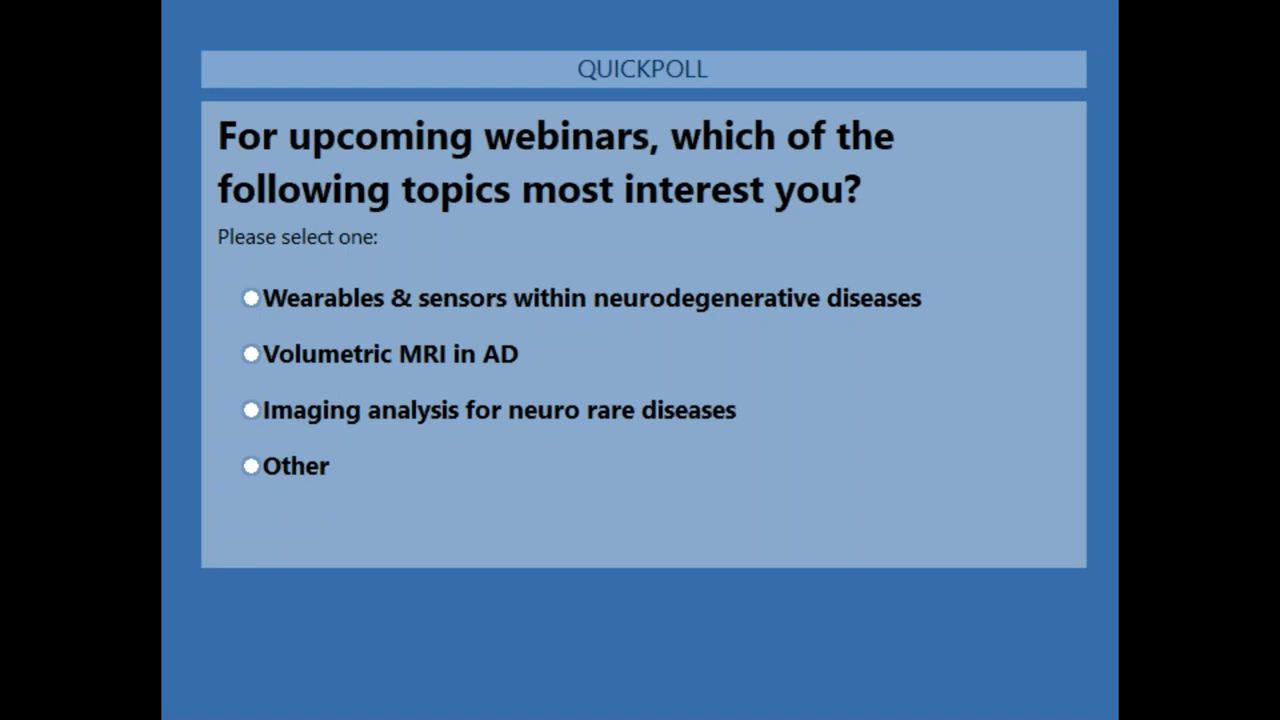 QUICKPOLL
For upcoming webinars, which of the
following topics most interest you?
Please select one:
Wearables & sensors within neurodegenerative diseases
Volumetric MRI in AD
Imaging analysis for neuro rare diseases
Other